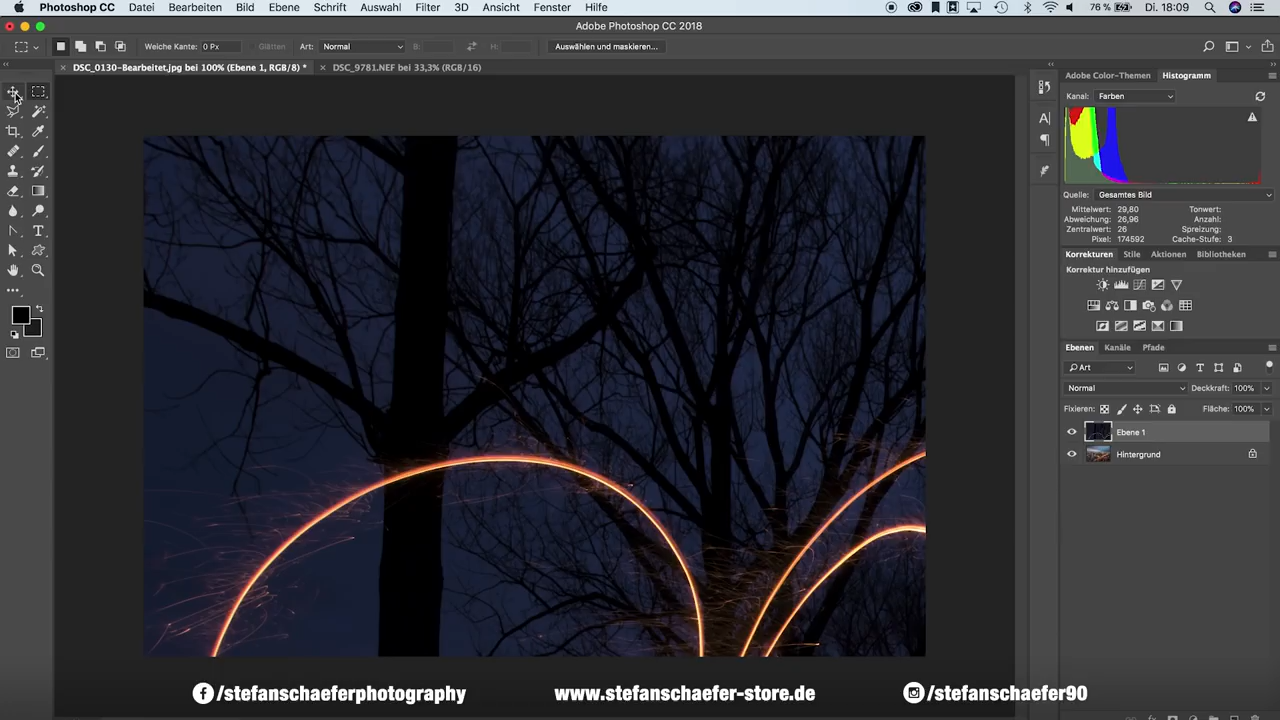 Photoshop CC Datei Bearbeiten Bild Ebene Schrift Auswahl Filter 3D Ansicht Fenster Hilfe 76 % Di. 18:09
Adobe Photoshop CC 2018
Weiche Kante: 0 Px Glätten Art: Normal B: H: Auswählen und maskieren...
DSC_0130-Bearbeitet.jpg bei 100% (Ebene 1, RGB/8) * DSC_9781.NEF bei 33,3% (RGB/16)
Adobe Color-Themen Histogramm
Kanal: Farben
Quelle: Gesamtes Bild
Mittelwert: 29,80 Tonwert:
Abweichung: 26,96 Anzahl:
Zentralwert: 26 Spreizung:
Pixel: 174592 Cache-Stufe: 3
Korrekturen Stile Aktionen Bibliotheken
Korrektur hinzufügen
Ebenen Kanäle Pfade
Art
Normal Deckkraft: 100%
Fixieren: Fläche: 100%
Ebene 1
Hintergrund
/stefanschaeferphotography www.stefanschaefer-store.de /stefanschaefer90